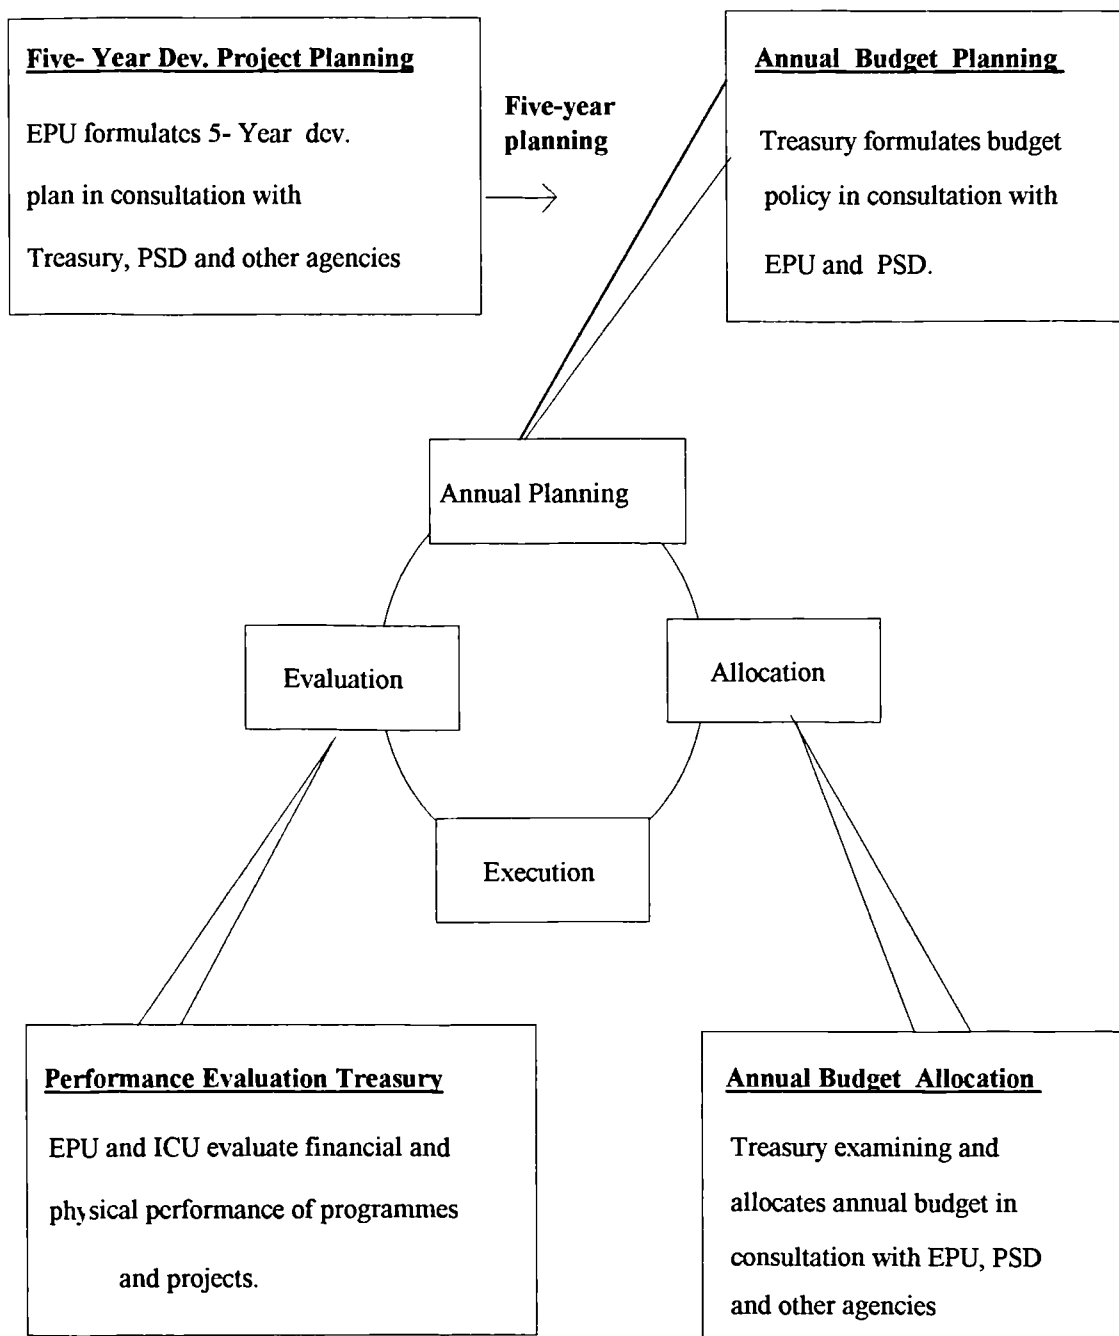 Five- Year Dev. Project Planning
EPU formulates 5- Year dev.
plan in consultation with
Treasury, PSD and other agencies
Five-year
planning
Annual Budget Planning
Treasury formulates budget
policy in consultation with
EPU and PSD.
Annual Planning
Evaluation
Allocation
Execution
Performance Evaluation Treasury
EPU and ICU evaluate financial and
physical performance of programmes
and projects.
Annual Budget Allocation
Treasury examining and
allocates annual budget in
consultation with EPU, PSD
and other agencies